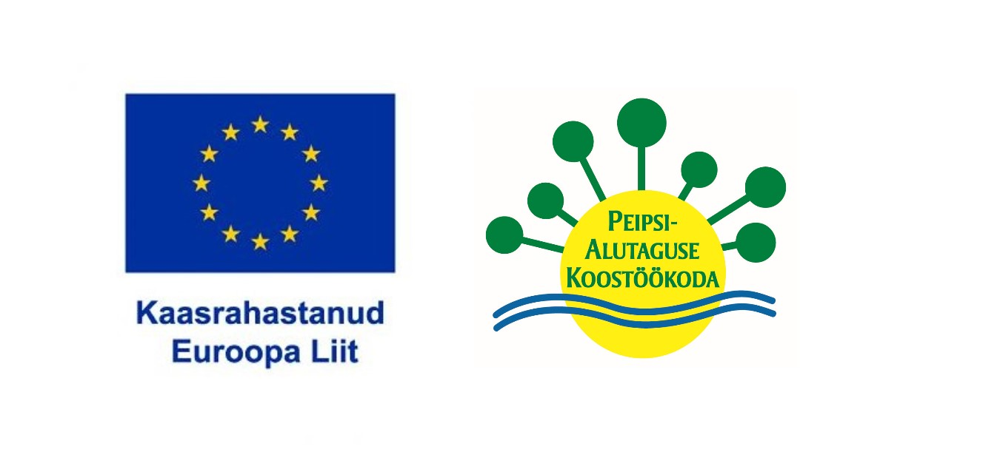 Kaasrahastanud
Euroopa Liit
PEIPSI-
ALUTAGUSE
KOOSTÖÖKODA